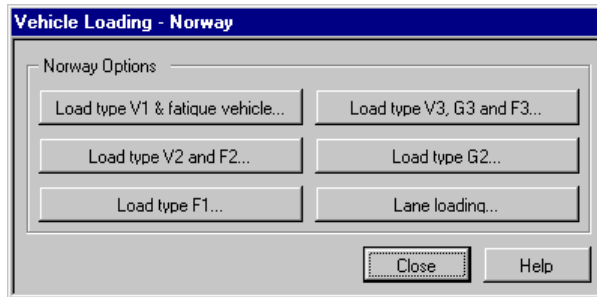 Vehicle Loading - Norway
Norway Options
Load type V1 & fatique vehicle...
Load type V3, G3 and F3...
Load type V2 and F2...
Load type G2...
Load type F1...
Lane loading...
Close
Help